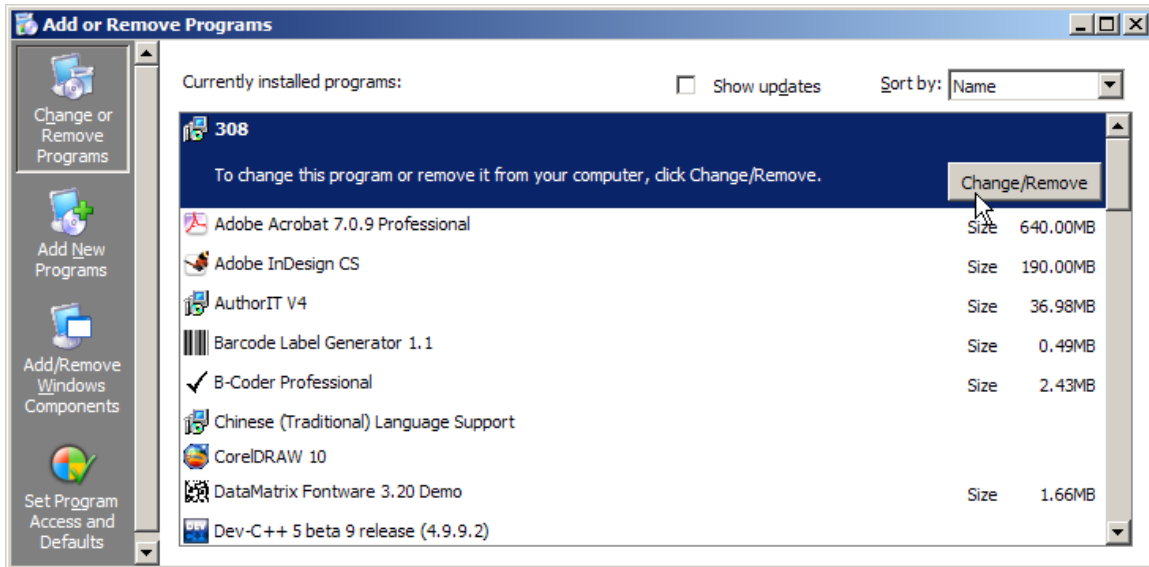 Add or Remove Programs
Change or
Remove
Programs
Add New
Programs
Add/Remove
Windows
Components
Set Program
Access and
Defaults
Currently installed programs:
Show updates
Sort by: Name
308
To change this program or remove it from your computer, click Change/Remove.
Change/Remove
Adobe Acrobat 7.0.9 Professional Size 640.00MB
Adobe InDesign CS Size 190.00MB
AuthorIT V4 Size 36.98MB
Barcode Label Generator 1.1 Size 0.49MB
B-Coder Professional Size 2.43MB
Chinese (Traditional) Language Support
CorelDRAW 10
DataMatrix Fontware 3.20 Demo Size 1.66MB
Dev-C++ 5 beta 9 release (4.9.9.2)